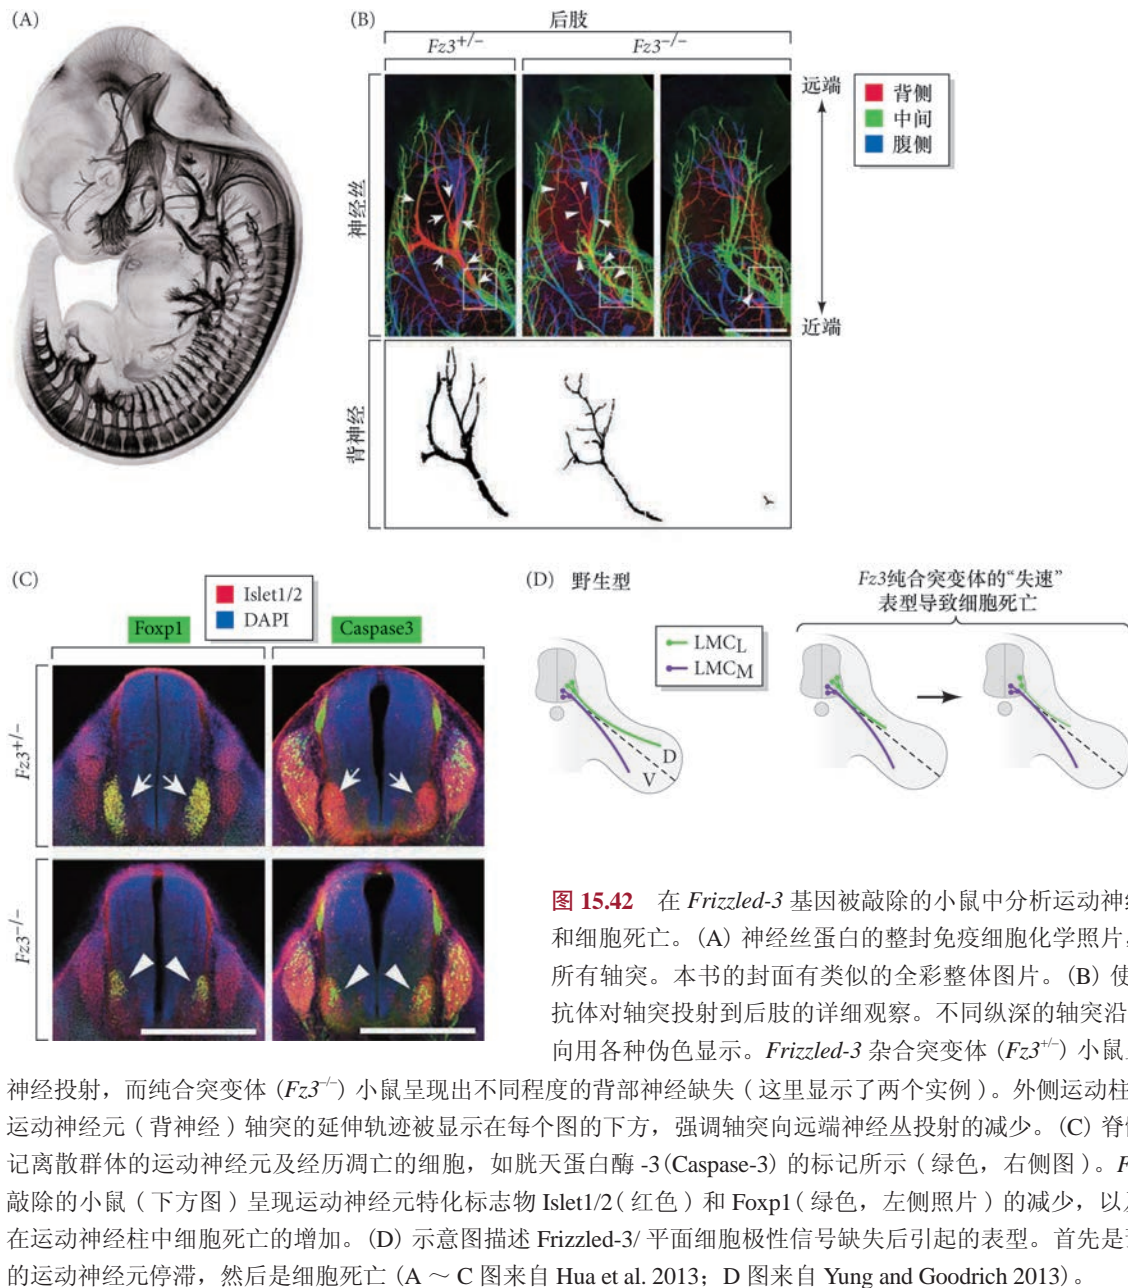 (A)
(B)
后肢
Fz3+/−
Fz3−/−
神经丝
背神经
远端
近端
背侧
中间
腹侧
(C)
Islet1/2
DAPI
Foxp1
Caspase3
Fz3+/−
Fz3−/−
(D) 野生型
LMCL
LMCM
D
V
Fz3纯合突变体的“失速”
表型导致细胞死亡
图 15.42 在 Frizzled-3 基因被敲除的小鼠中分析运动神经
和细胞死亡。(A) 神经丝蛋白的整封免疫细胞化学照片，
所有轴突。本书的封面有类似的全彩整体图片。(B) 使
抗体对轴突投射到后肢的详细观察。不同纵深的轴突沿
向用各种伪色显示。Frizzled-3 杂合突变体 (Fz3+/−) 小鼠
神经投射，而纯合突变体 (Fz3−/−) 小鼠呈现出不同程度的背部神经缺失 ( 这里显示了两个实例 )。外侧运动柱
运动神经元 ( 背神经 ) 轴突的延伸轨迹被显示在每个图的下方，强调轴突向远端神经丛投射的减少。(C) 脊
记离散群体的运动神经元及经历凋亡的细胞，如胱天蛋白酶 -3(Caspase-3) 的标记所示 ( 绿色，右侧图 )。F
敲除的小鼠 ( 下方图 ) 呈现运动神经元特化标志物 Islet1/2( 红色 ) 和 Foxp1( 绿色，左侧照片 ) 的减少，以
在运动神经柱中细胞死亡的增加。(D) 示意图描述 Frizzled-3/ 平面细胞极性信号缺失后引起的表型。首先是
的运动神经元停滞，然后是细胞死亡 (A ～ C 图来自 Hua et al. 2013；D 图来自 Yung and Goodrich 2013)。